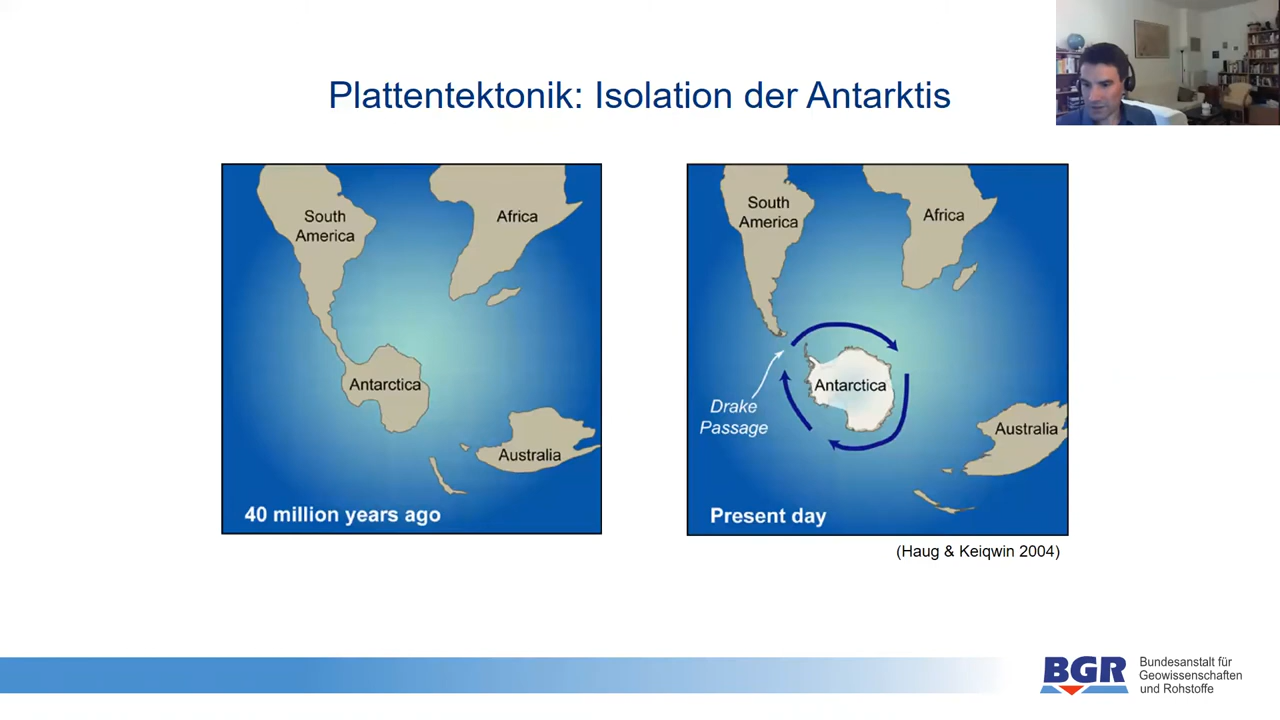 Plattentektonik: Isolation der Antarktis
South
America
Africa
Antarctica
Australia
40 million years ago
South
America
Africa
Antarctica
Drake
Passage
Australia
Present day
(Haug & Keiqwin 2004)
BGR
Bundesanstalt für
Geowissenschaften
und Rohstoffe